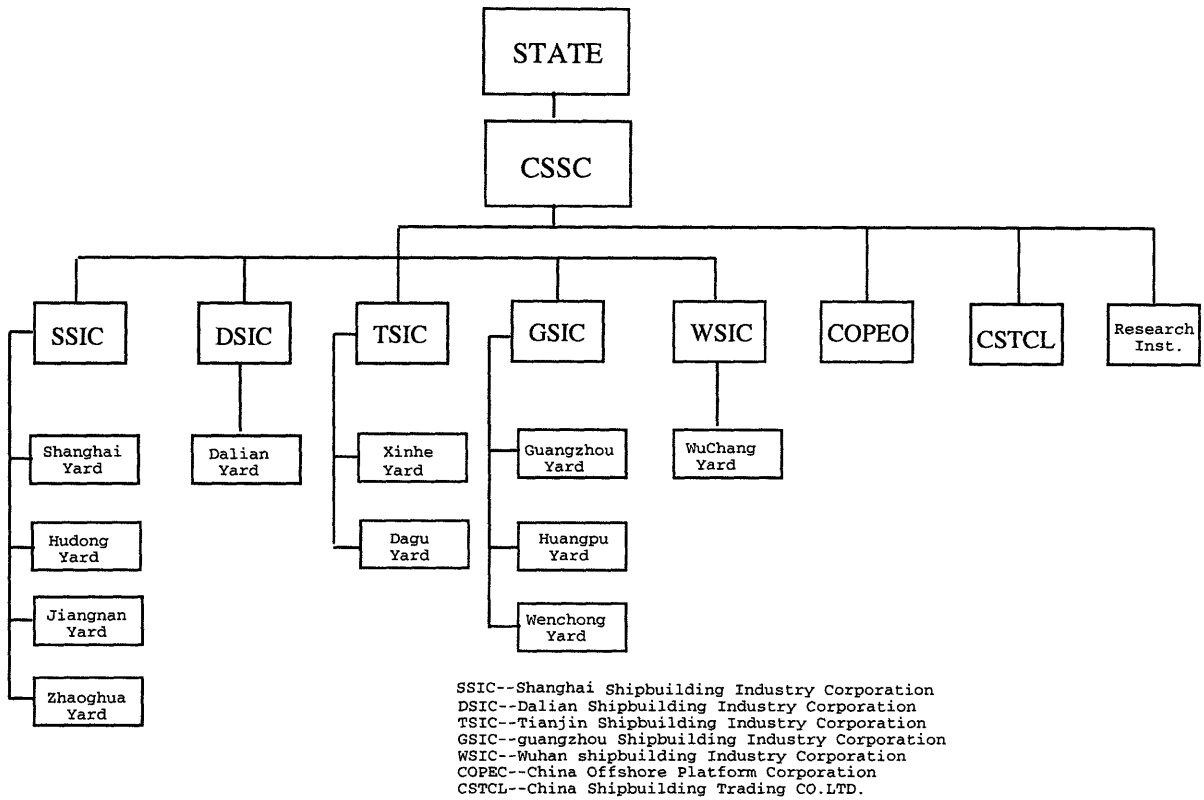 STATE
CSSC
SSIC
DSIC
TSIC
GSIC
WSIC
COPEO
CSTCL
Research
Inst.
Shanghai
Yard
Dalian
Yard
Xinhe
Yard
Guangzhou
Yard
WuChang
Yard
Hudong
Yard
Dagu
Yard
Huangpu
Yard
Jiangnan
Yard
Wenchong
Yard
Zhaoghua
Yard
SSIC--Shanghai Shipbuilding Industry Corporation
DSIC--Dalian Shipbuilding Industry Corporation
TSIC--Tianjin Shipbuilding Industry Corporation
GSIC--guangzhou Shipbuilding Industry Corporation
WSIC--Wuhan shipbuilding Industry Corporation
COPEC--China Offshore Platform Corporation
CSTCL--China Shipbuilding Trading CO.LTD.